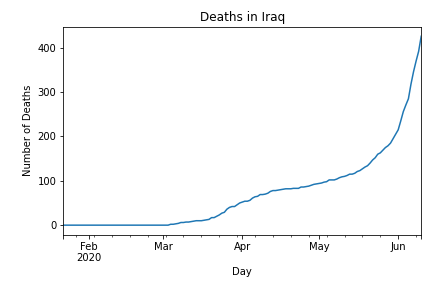 Deaths in Iraq
Number of Deaths
400
300
200
100
0
Feb
2020
Mar
Apr
May
Jun
Day